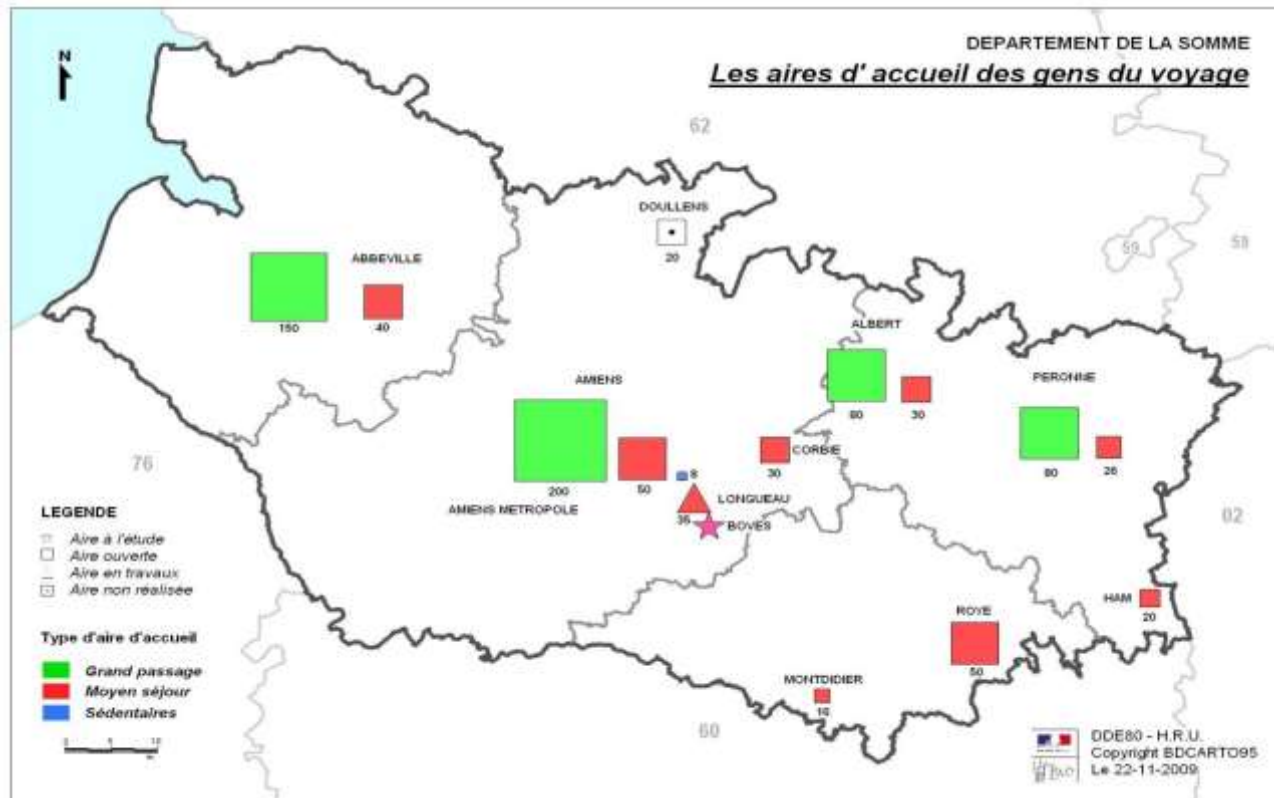 DEPARTEMENT DE LA SOMME
Les aires d' accueil des gens du voyage
N
62
59
59
DOULLENS
20
ABBEVILLE
150
40
ALBERT
80
30
PERONNE
80
26
AMIENS
200
50
AMIENS METROPOLE
8
30
CORBIE
LONGUEAU
35
BOVES
76
02
HAM
20
ROYE
50
MONTDIDIER
16
60
LEGENDE
Aire à l'étude
Aire ouverte
Aire en travaux
Aire non réalisée
Type d'aire d'accueil
Grand passage
Moyen séjour
Sédentaires
0 5 10
DDE80 - H.R.U.
Copyright BDCARTO95
Le 22-11-2009